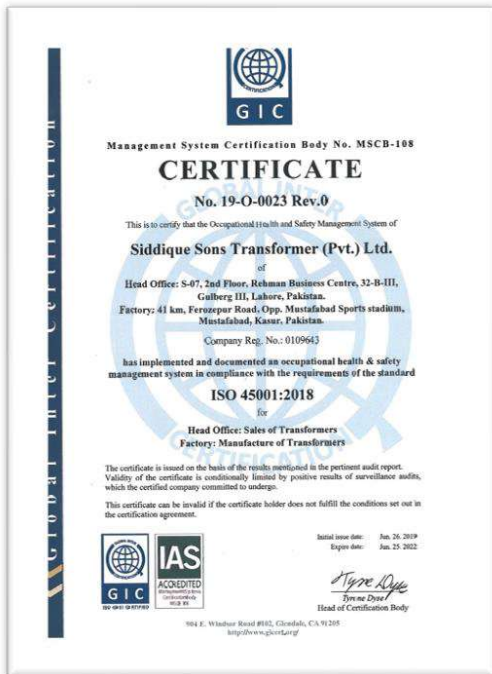 GIC
Management System Certification Body No. MSCB-108
CERTIFICATE
No. 19-O-0023 Rev.0
This is to certify that the Occupational Health and Safety Management System of
Siddique Sons Transformer (Pvt.) Ltd.
of
Head Office: S-07, 2nd Floor, Rehman Business Centre, 32-B-III,
Gulberg III, Lahore, Pakistan.
Factory: 41 km, Ferozepur Road, Opp. Mustafabad Sports stadium,
Mustafabad, Kasur, Pakistan.
Company Reg. No.: 0109643
has implemented and documented an occupational health & safety
management system in compliance with the requirements of the standard
ISO 45001:2018
for
Head Office: Sales of Transformers
Factory: Manufacture of Transformers
The certificate is issued on the basis of the results mentioned in the pertinent audit report.
Validity of the certificate is conditionally limited by positive results of surveillance audits,
which the certified company committed to undergo.
This certificate can be invalid if the certificate holder does not fulfill the conditions set out in
the certification agreement.
Initial issue date: Jun. 26. 2019
Expire date: Jun. 25. 2022
Tyrne Dyse
Head of Certification Body
GIC
IAS
ACCREDITED
904 E. Windsor Road #102, Glendale, CA 91205
http://www.gicert.org/
Global Inter Certification
GLOBAL INTER
CERTIFICATION